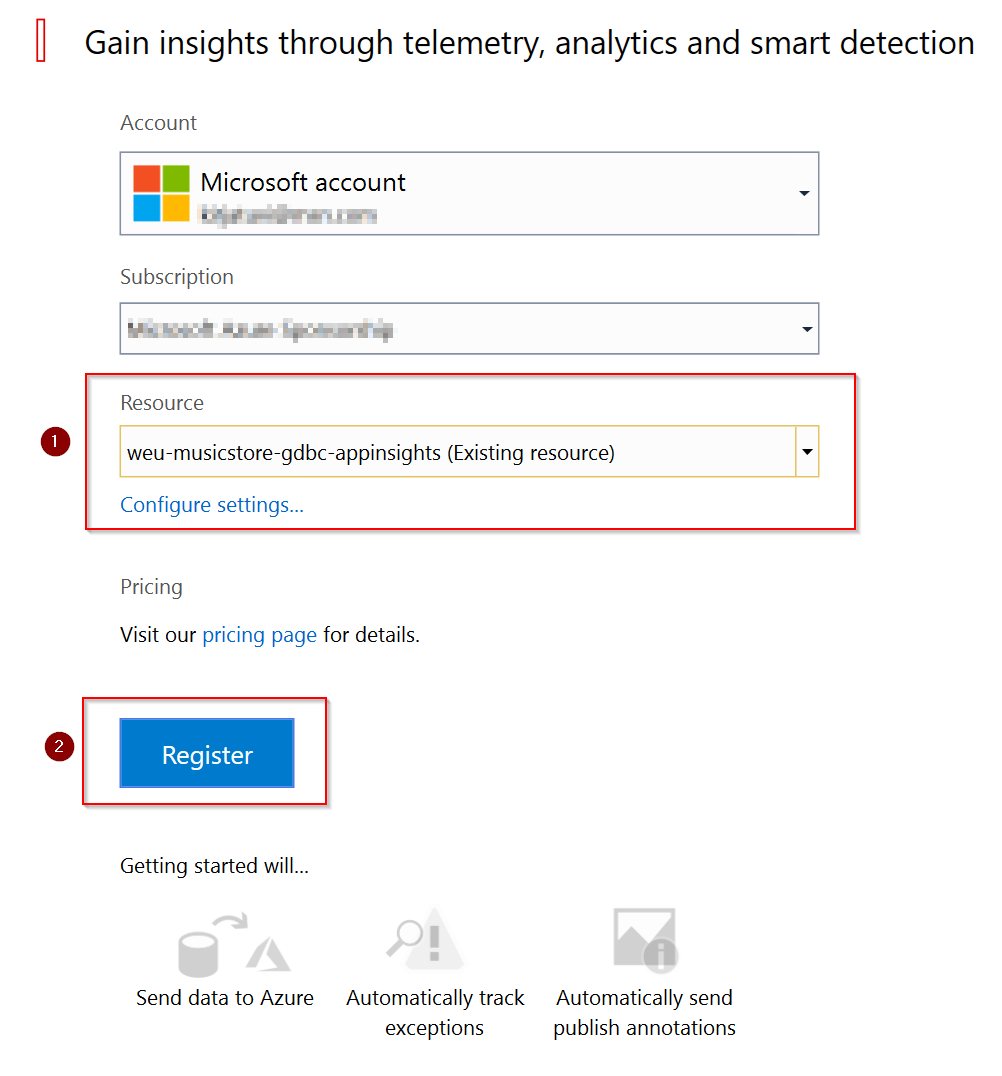 Gain insights through telemetry, analytics and smart detection
Account
Microsoft account
Subscription
Resource
1
weu-musicstore-gdbc-appinsights (Existing resource)
Configure settings...
Pricing
Visit our pricing page for details.
2
Register
Getting started will...
Send data to Azure
Automatically track
exceptions
Automatically send
publish annotations